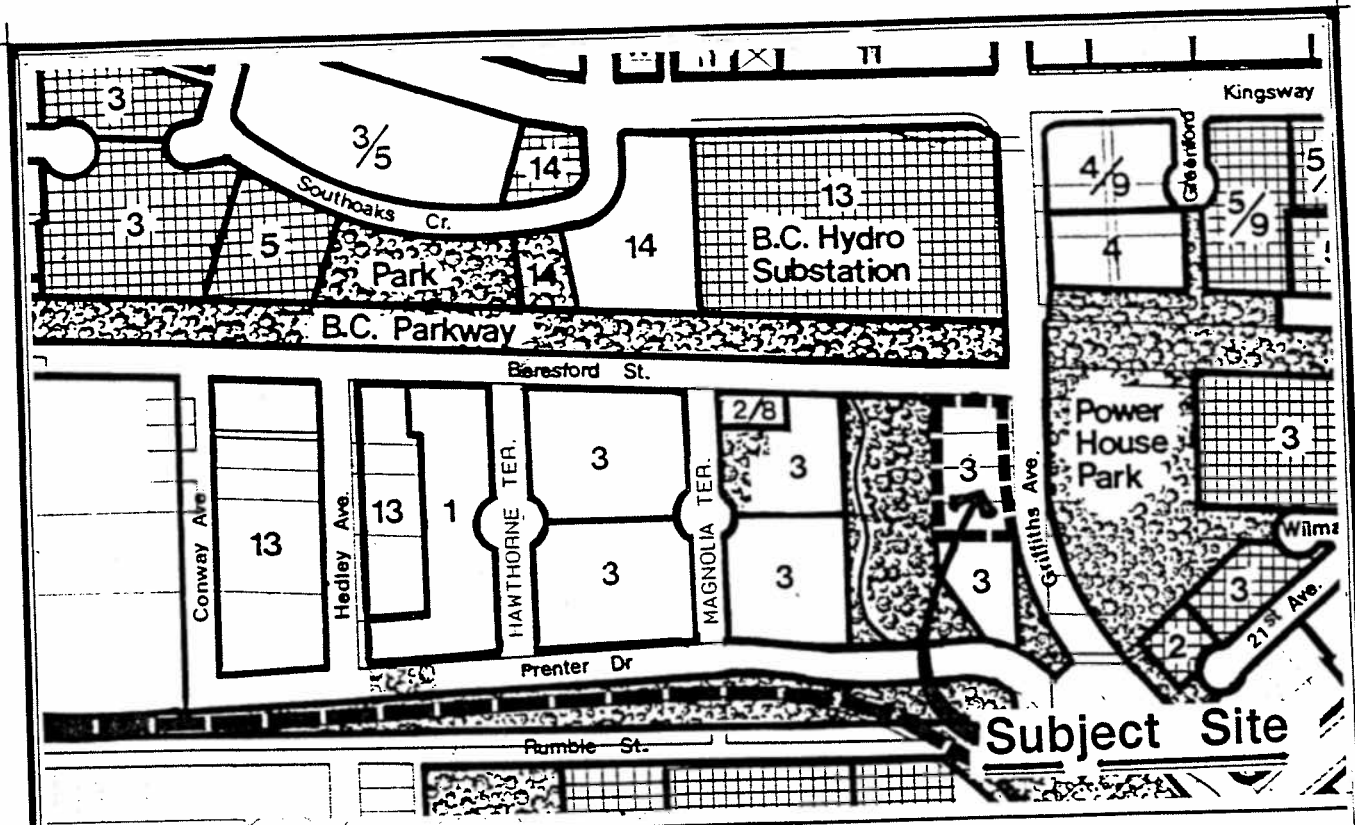 11
Kingsway
3
3/5
14
13
B.C. Hydro
Substation
4/9
Greenford
5/9
5
3
5
Southoaks Cr.
Park
14
14
4
B.C. Parkway
Beresford St.
Conway Ave
13
Hedley Ave.
13
1
HAWTHORNE TER.
3
3
MAGNOLIA TER.
2/8
3
3
3
3
Griffiths Ave.
Power
House
Park
3
Wilma
3
2
21st Ave.
Prenter Dr
Rumble St.
Subject Site